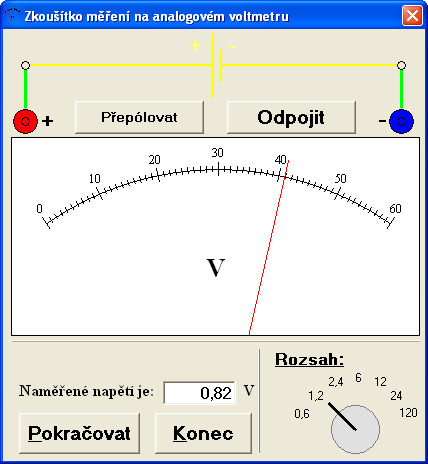 Zkoušítko měření na analogovém voltmetru
+ -
Přepólovat
Odpojit
+ -
0 10 20 30 40 50 60
V
Rozsah:
0,6 1,2 2,4 6 12 24 120
Naměřené napětí je: 0,82 V
Pokračovat
Konec